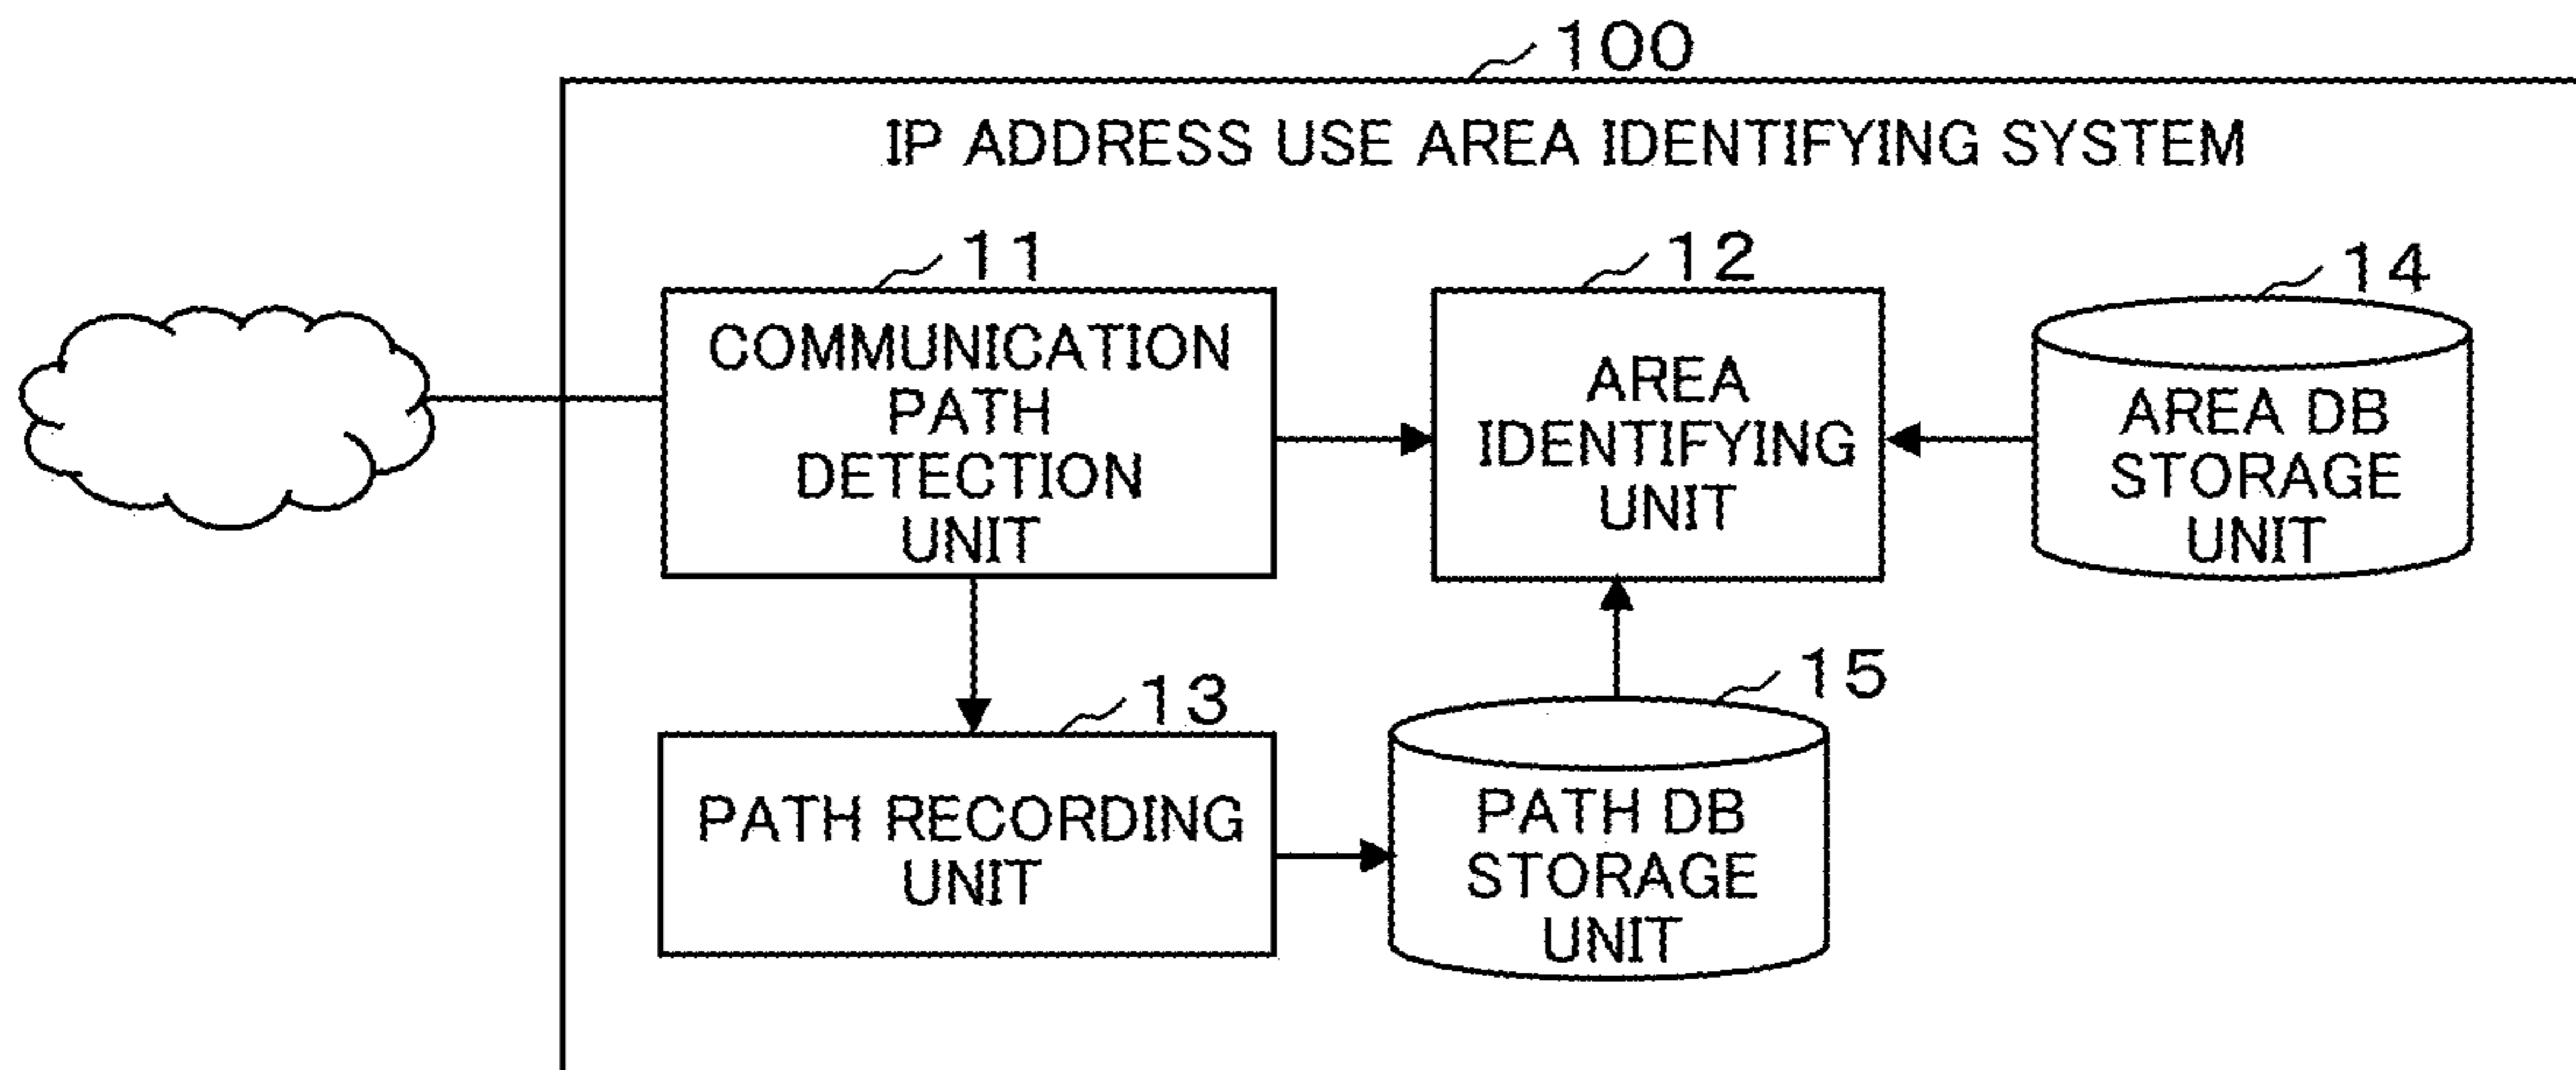 100
IP ADDRESS USE AREA IDENTIFYING SYSTEM
11
COMMUNICATION
PATH
DETECTION
UNIT
12
AREA
IDENTIFYING
UNIT
14
AREA DB
STORAGE
UNIT
13
PATH RECORDING
UNIT
15
PATH DB
STORAGE
UNIT